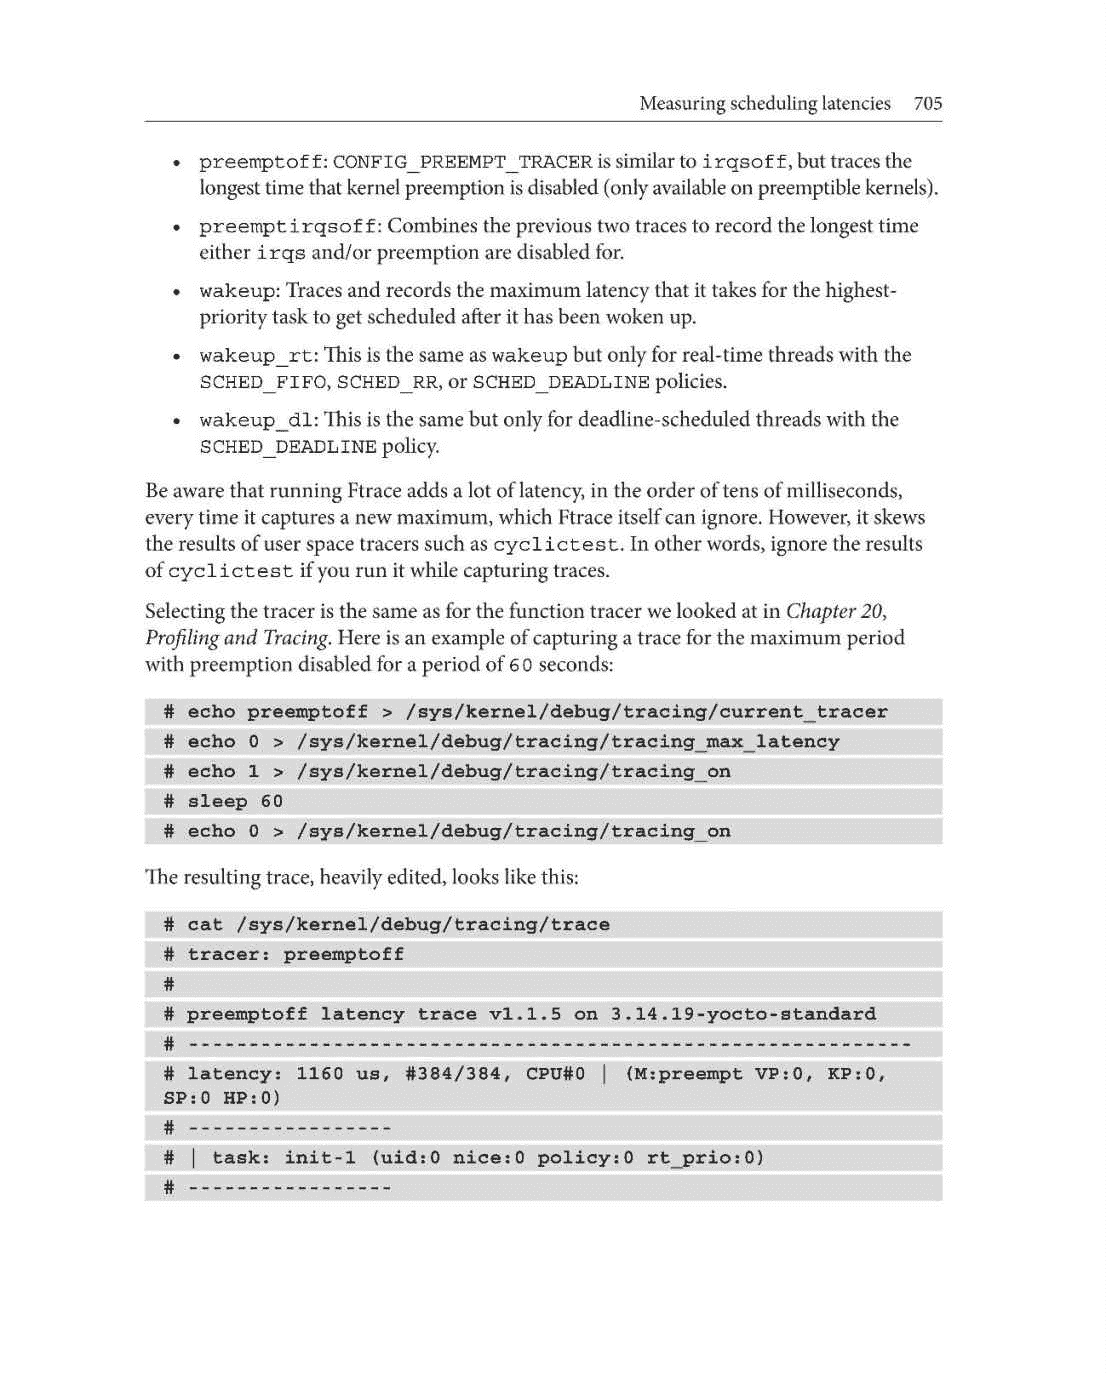 Measuring scheduling latencies 705
• preemptoff: CONFIG_PREEMPT_TRACER is similar to irqsoff, but traces the
longest time that kernel preemption is disabled (only available on preemptible kernels).
• preemptirqsoff: Combines the previous two traces to record the longest time
either irqs and/or preemption are disabled for.
• wakeup: Traces and records the maximum latency that it takes for the highest-
priority task to get scheduled after it has been woken up.
• wakeup_rt: This is the same as wakeup but only for real-time threads with the
SCHED_FIFO, SCHED_RR, or SCHED_DEADLINE policies.
• wakeup_dl: This is the same but only for deadline-scheduled threads with the
SCHED_DEADLINE policy.
Be aware that running Ftrace adds a lot of latency, in the order of tens of milliseconds,
every time it captures a new maximum, which Ftrace itself can ignore. However, it skews
the results of user space tracers such as cyclictest. In other words, ignore the results
of cyclictest if you run it while capturing traces.
Selecting the tracer is the same as for the function tracer we looked at in Chapter 20,
Profiling and Tracing. Here is an example of capturing a trace for the maximum period
with preemption disabled for a period of 60 seconds:
# echo preemptoff > /sys/kernel/debug/tracing/current_tracer
# echo 0 > /sys/kernel/debug/tracing/tracing_max_latency
# echo 1 > /sys/kernel/debug/tracing/tracing_on
# sleep 60
# echo 0 > /sys/kernel/debug/tracing/tracing_on
The resulting trace, heavily edited, looks like this:
# cat /sys/kernel/debug/tracing/trace
# tracer: preemptoff
#
# preemptoff latency trace v1.1.5 on 3.14.19-yocto-standard
# ------------------------------------------------------------
# latency: 1160 us, #384/384, CPU#0 | (M:preempt VP:0, KP:0,
SP:0 HP:0)
# -----------------
# | task: init-1 (uid:0 nice:0 policy:0 rt_prio:0)
# -----------------